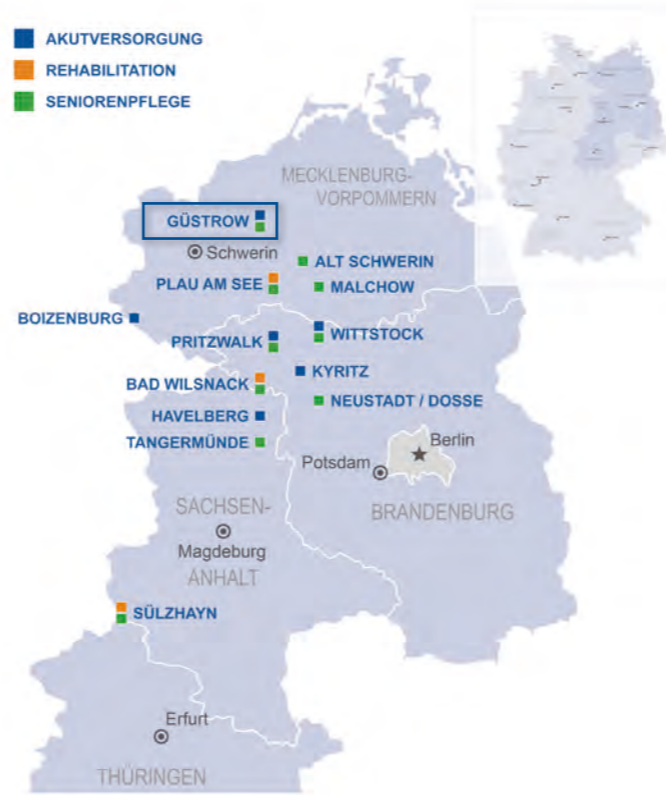 AKUTVERSORGUNG
REHABILITATION
SENIORENPFLEGE
MECKLENBURG-
VORPOMMERN
GÜSTROW
Schwerin
ALT SCHWERIN
PLAU AM SEE
MALCHOW
BOIZENBURG
WITTSTOCK
PRITZWALK
KYRITZ
BAD WILSNACK
NEUSTADT / DOSSE
HAVELBERG
TANGERMÜNDE
Berlin
Potsdam
SACHSEN-
BRANDENBURG
Magdeburg
ANHALT
SÜLZHAYN
Erfurt
THÜRINGEN